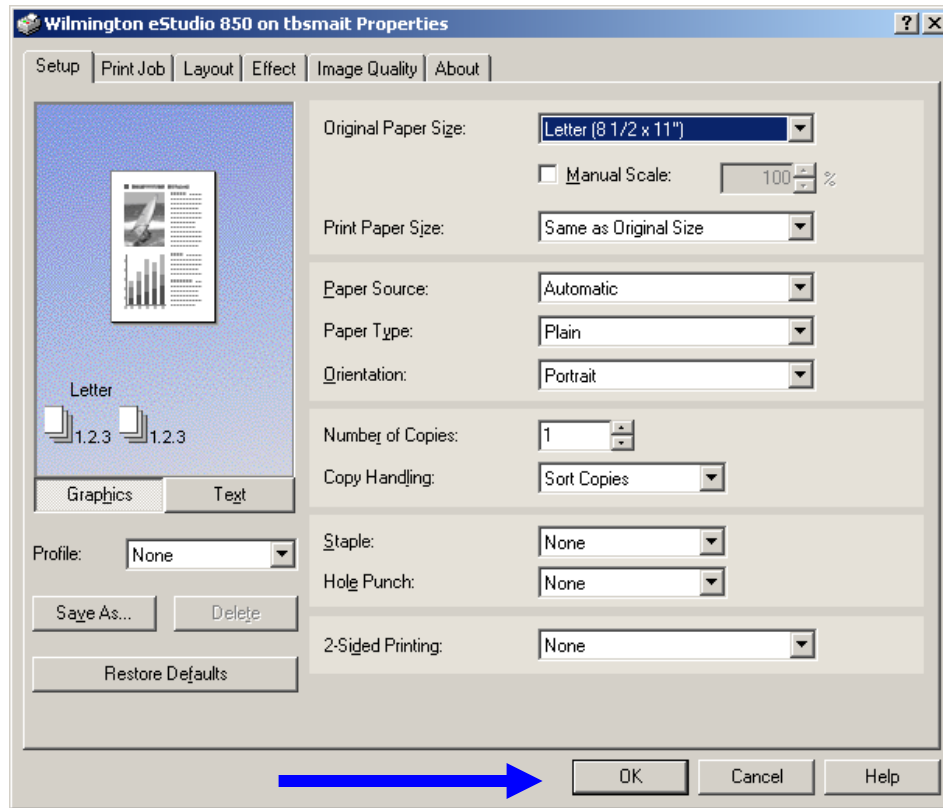 Wilmington eStudio 850 on tbsmait Properties
Setup Print Job Layout Effect Image Quality About
Original Paper Size: Letter (8 1/2 x 11")
Manual Scale: 100 %
Print Paper Size: Same as Original Size
Paper Source: Automatic
Paper Type: Plain
Orientation: Portrait
Letter
1.2.3 1.2.3
Number of Copies: 1
Copy Handling: Sort Copies
Graphics Text
Staple: None
Profile: None
Hole Punch: None
Save As... Delete
2-Sided Printing: None
Restore Defaults
OK Cancel Help